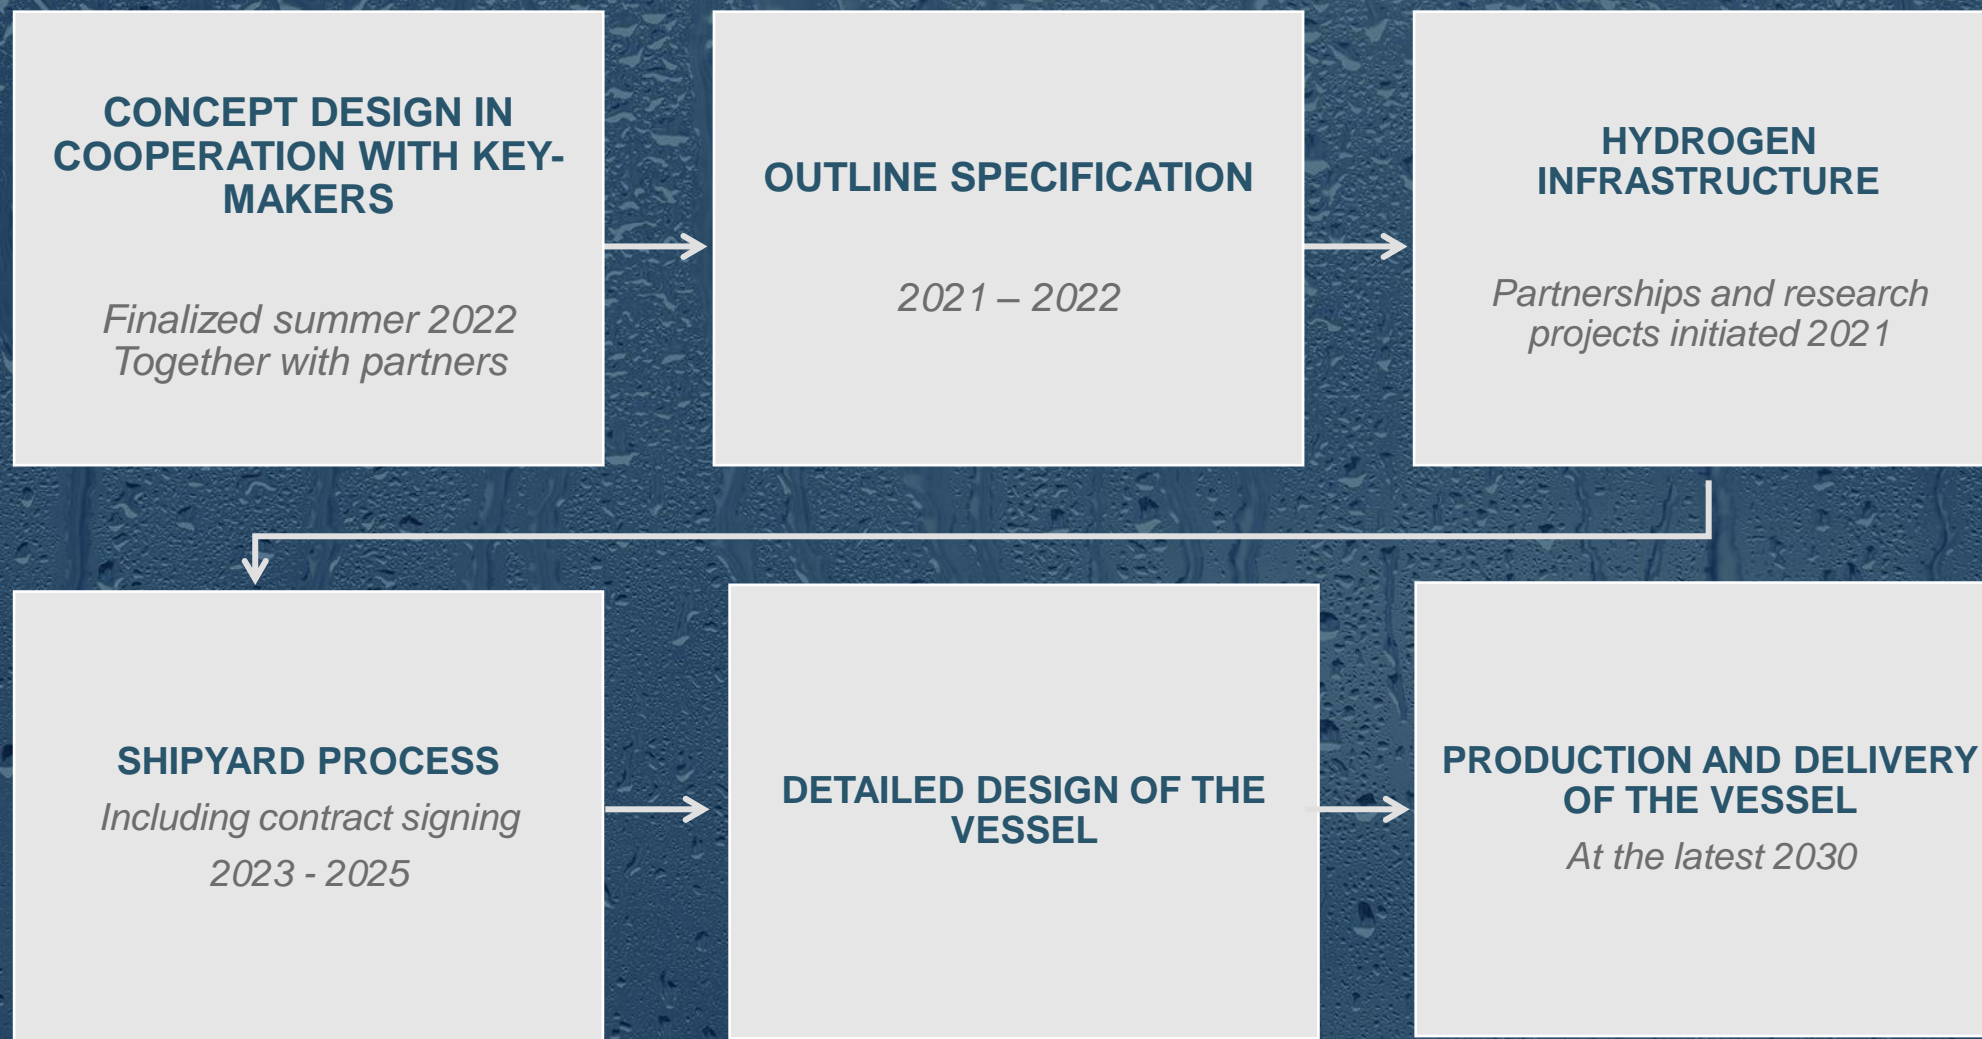 CONCEPT DESIGN IN
COOPERATION WITH KEY-
MAKERS
Finalized summer 2022
Together with partners
OUTLINE SPECIFICATION
2021 – 2022
HYDROGEN
INFRASTRUCTURE
Partnerships and research
projects initiated 2021
SHIPYARD PROCESS
Including contract signing
2023 - 2025
DETAILED DESIGN OF THE
VESSEL
PRODUCTION AND DELIVERY
OF THE VESSEL
At the latest 2030